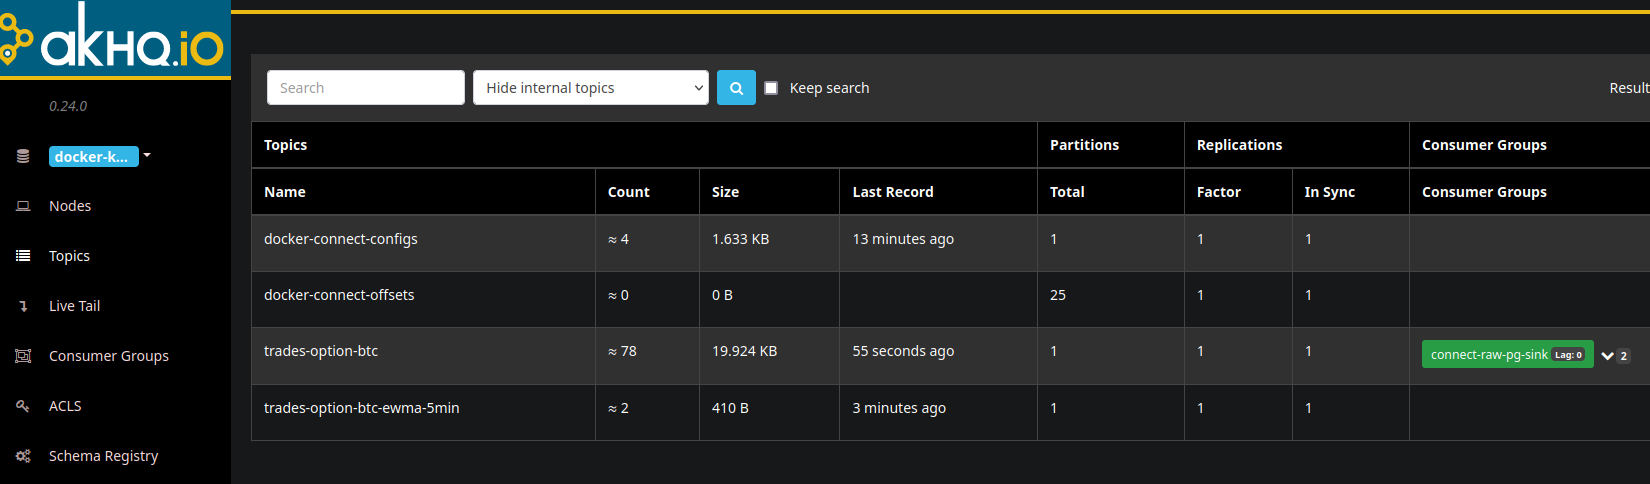 akHQ.io
0.24.0
docker-k...
Nodes
Topics
Live Tail
Consumer Groups
ACLS
Schema Registry
Search Hide internal topics Keep search Result
Topics Partitions Replications Consumer Groups
Name Count Size Last Record Total Factor In Sync Consumer Groups
docker-connect-configs ≈ 4 1.633 KB 13 minutes ago 1 1 1
docker-connect-offsets ≈ 0 0 B 25 1 1
trades-option-btc ≈ 78 19.924 KB 55 seconds ago 1 1 1 connect-raw-pg-sink Lag: 0 2
trades-option-btc-ewma-5min ≈ 2 410 B 3 minutes ago 1 1 1